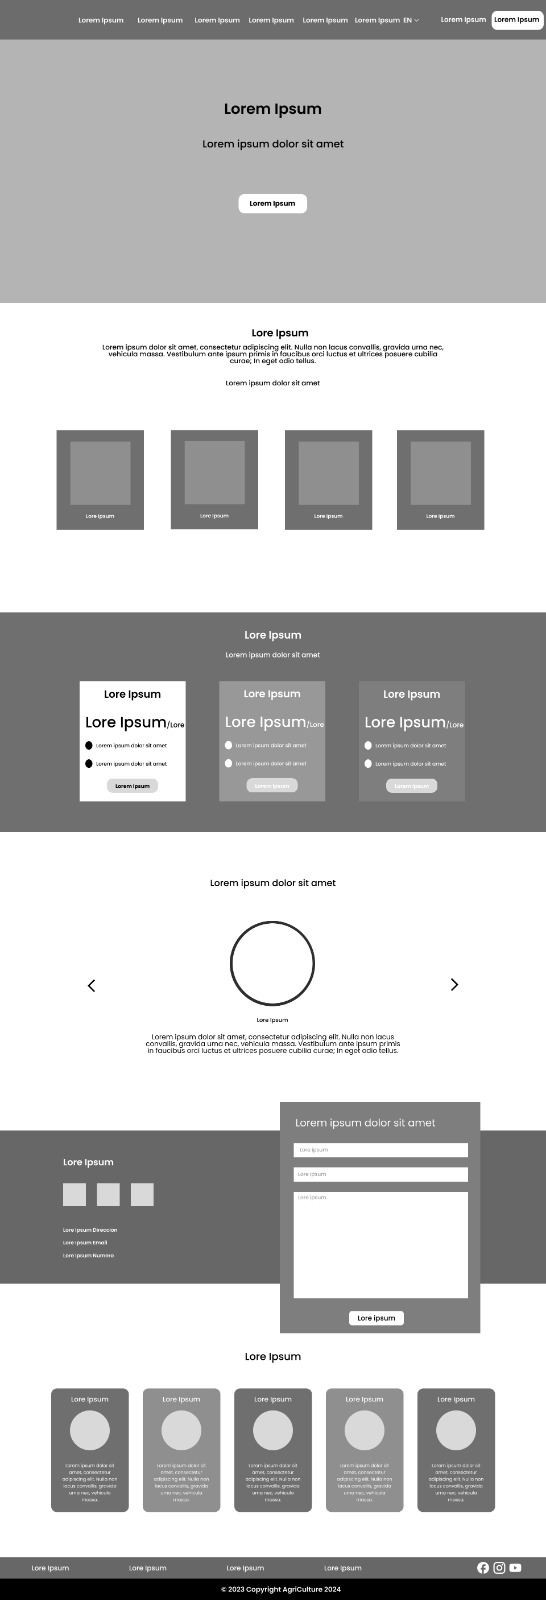 Lorem Ipsum Lorem Ipsum Lorem Ipsum Lorem Ipsum Lorem Ipsum Lorem Ipsum EN Lorem Ipsum Lorem Ipsum
Lorem Ipsum
Lorem ipsum dolor sit amet
Lorem Ipsum
Lore Ipsum
Lorem ipsum dolor sit amet, consectetur adipiscing elit. Nulla non lacus convallis, gravida urna nec,
vehicula massa. Vestibulum ante ipsum primis in faucibus orci luctus et ultrices posuere cubilia
curae; In eget odio tellus.
Lorem ipsum dolor sit amet
Lore Ipsum Lore Ipsum Lore Ipsum Lore Ipsum
Lore Ipsum
Lorem ipsum dolor sit amet
Lore Ipsum
Lore Ipsum/Lore
Lorem ipsum dolor sit amet
Lorem ipsum dolor sit amet
Lore Ipsum
Lore Ipsum
Lore Ipsum/Lore
Lorem ipsum dolor sit amet
Lorem ipsum dolor sit amet
Lore Ipsum
Lore Ipsum
Lore Ipsum/Lore
Lorem ipsum dolor sit amet
Lorem ipsum dolor sit amet
Lore Ipsum
Lorem ipsum dolor sit amet
Lore Ipsum
Lorem ipsum dolor sit amet, consectetur adipiscing elit. Nulla non lacus
convallis, gravida urna nec, vehicula massa. Vestibulum ante ipsum primis
in faucibus orci luctus et ultrices posuere cubilia curae; In eget odio tellus.
Lore Ipsum
Lore Ipsum Direccion
Lore Ipsum Email
Lore Ipsum Numero
Lorem ipsum dolor sit amet
Lore ipsum
Lore ipsum
Lore ipsum
Lore ipsum
Lore Ipsum
Lore Ipsum
Lorem ipsum dolor sit
amet, consectetur
adipiscing elit. Nulla non
lacus convallis, gravida
urna nec, vehicula
massa.
Lore Ipsum
Lorem ipsum dolor sit
amet, consectetur
adipiscing elit. Nulla non
lacus convallis, gravida
urna nec, vehicula
massa.
Lore Ipsum
Lorem ipsum dolor sit
amet, consectetur
adipiscing elit. Nulla non
lacus convallis, gravida
urna nec, vehicula
massa.
Lore Ipsum
Lorem ipsum dolor sit
amet, consectetur
adipiscing elit. Nulla non
lacus convallis, gravida
urna nec, vehicula
massa.
Lore Ipsum
Lorem ipsum dolor sit
amet, consectetur
adipiscing elit. Nulla non
lacus convallis, gravida
urna nec, vehicula
massa.
Lore Ipsum Lore Ipsum Lore Ipsum Lore Ipsum
© 2023 Copyright AgriCulture 2024